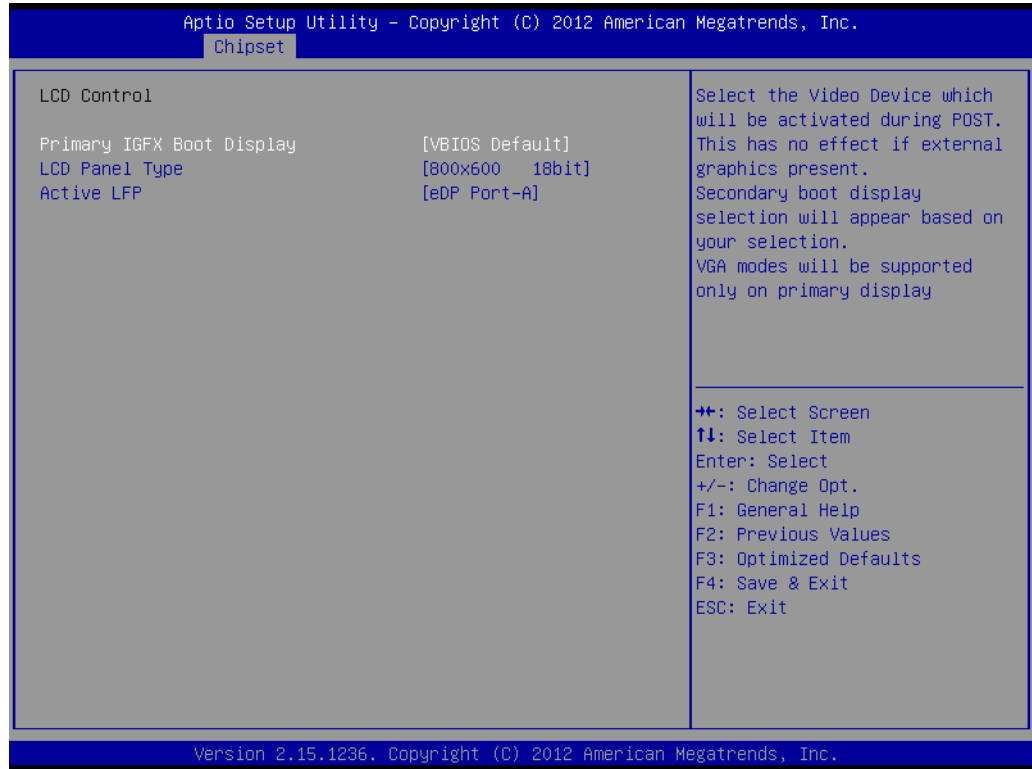 Aptio Setup Utility – Copyright (C) 2012 American Megatrends, Inc.
Chipset
LCD Control
Primary IGFX Boot Display [VBIOS Default]
LCD Panel Type [800x600 18bit]
Active LFP [eDP Port-A]
Select the Video Device which
will be activated during POST.
This has no effect if external
graphics present.
Secondary boot display
selection will appear based on
your selection.
VGA modes will be supported
only on primary display
→←: Select Screen
↑↓: Select Item
Enter: Select
+/-: Change Opt.
F1: General Help
F2: Previous Values
F3: Optimized Defaults
F4: Save & Exit
ESC: Exit
Version 2.15.1236. Copyright (C) 2012 American Megatrends, Inc.